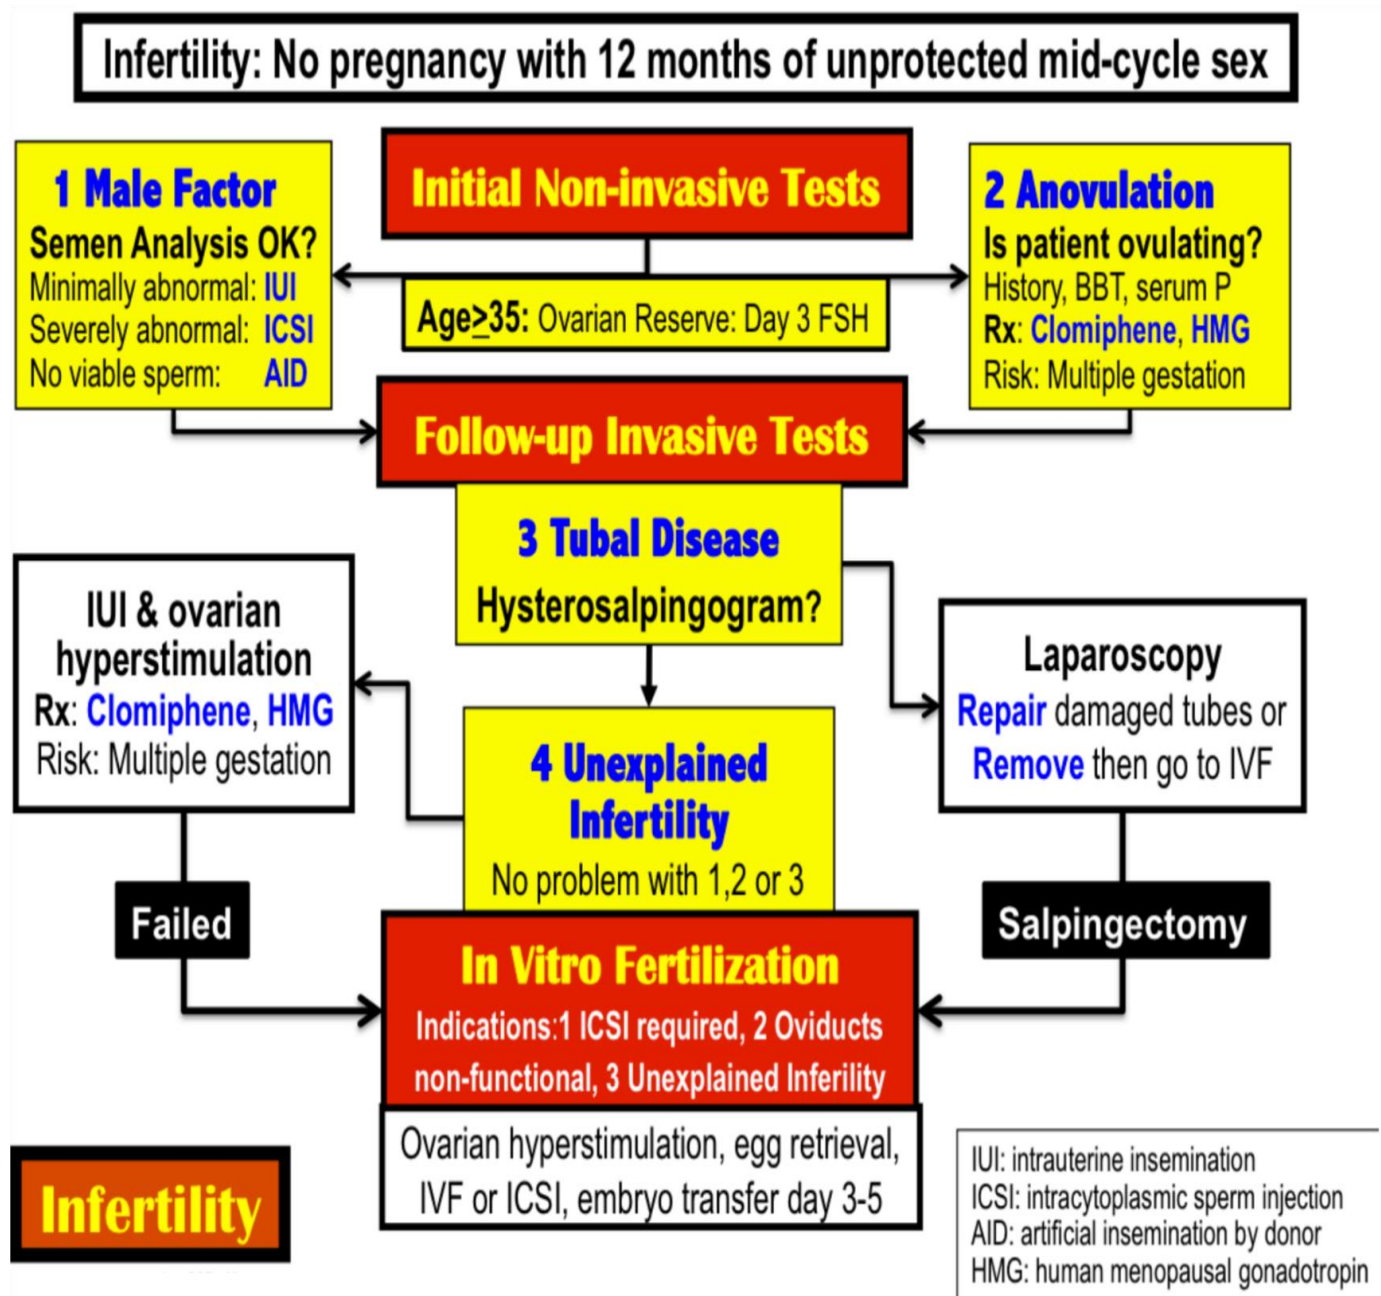 Infertility: No pregnancy with 12 months of unprotected mid-cycle sex
Initial Non-invasive Tests
1 Male Factor
Semen Analysis OK?
Minimally abnormal: IUI
Severely abnormal: ICSI
No viable sperm: AID
Age≥35: Ovarian Reserve: Day 3 FSH
2 Anovulation
Is patient ovulating?
History, BBT, serum P
Rx: Clomiphene, HMG
Risk: Multiple gestation
Follow-up Invasive Tests
3 Tubal Disease
Hysterosalpingogram?
IUI & ovarian
hyperstimulation
Rx: Clomiphene, HMG
Risk: Multiple gestation
Laparoscopy
Repair damaged tubes or
Remove then go to IVF
4 Unexplained
Infertility
No problem with 1,2 or 3
Failed
Salpingectomy
In Vitro Fertilization
Indications:1 ICSI required, 2 Oviducts
non-functional, 3 Unexplained Inferility
Ovarian hyperstimulation, egg retrieval,
IVF or ICSI, embryo transfer day 3-5
Infertility
IUI: intrauterine insemination
ICSI: intracytoplasmic sperm injection
AID: artificial insemination by donor
HMG: human menopausal gonadotropin